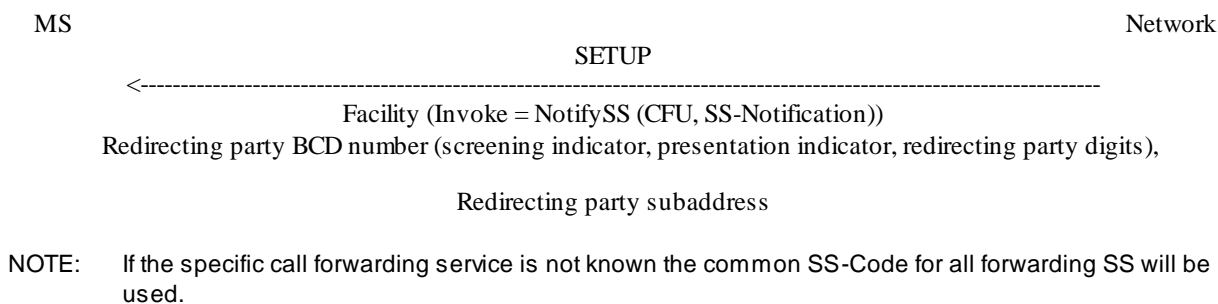 MS Network
SETUP
<------------------------------------------------------------------------------------------------------------------------
Facility (Invoke = NotifySS (CFU, SS-Notification))
Redirecting party BCD number (screening indicator, presentation indicator, redirecting party digits),
Redirecting party subaddress
NOTE: If the specific call forwarding service is not known the common SS-Code for all forwarding SS will be
used.